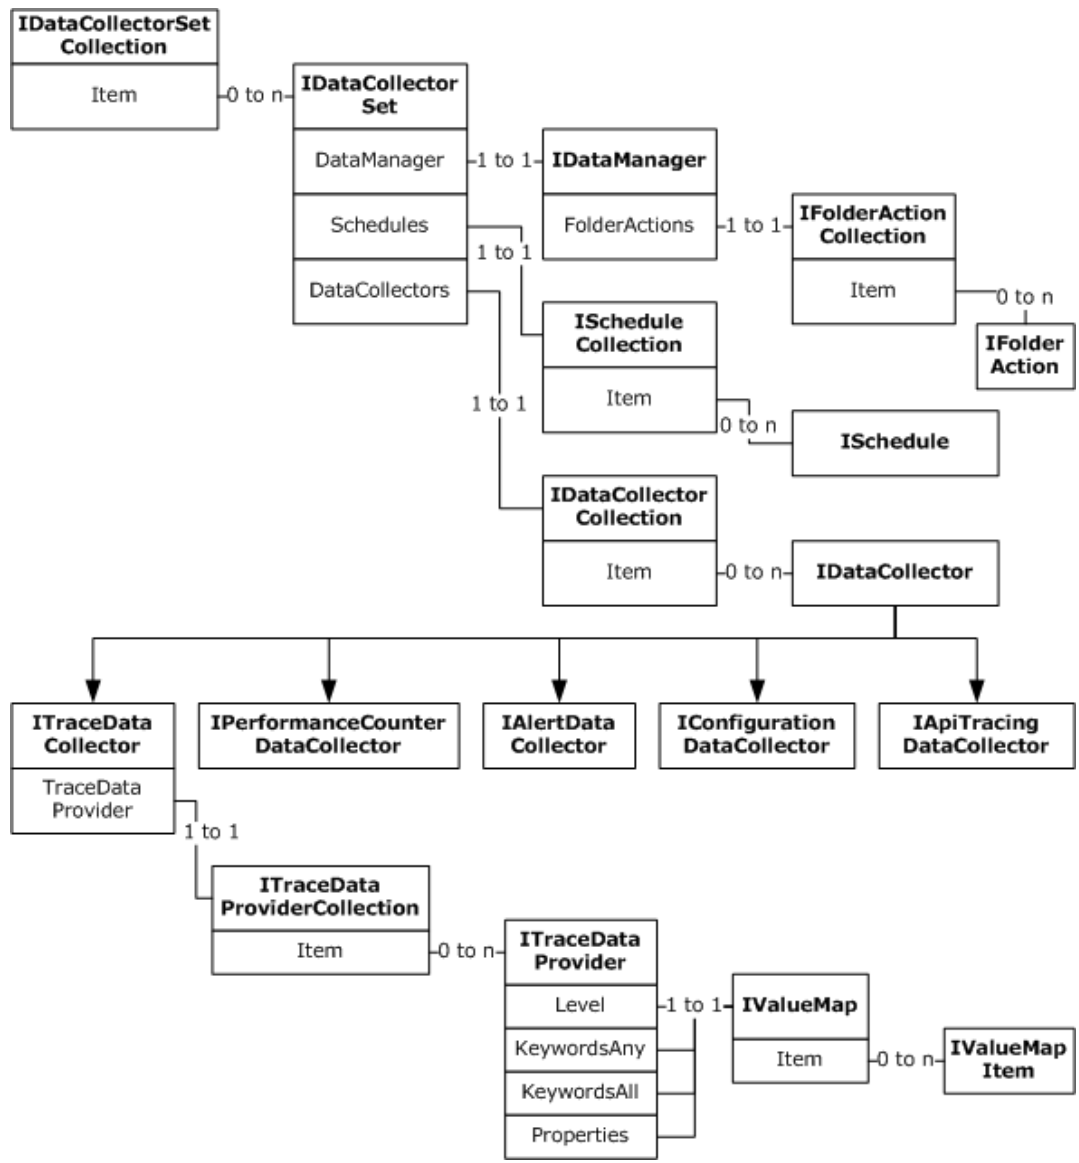 IDataCollectorSet
Collection
Item
0 to n
IDataCollector
Set
DataManager
1 to 1
IDataManager
Schedules
1 to 1
FolderActions
1 to 1
IFolderAction
Collection
DataCollectors
Item
0 to n
IFolder
Action
ISchedule
Collection
1 to 1
Item
0 to n
ISchedule
IDataCollector
Collection
Item
0 to n
IDataCollector
ITraceData
Collector
IPerformanceCounter
DataCollector
IAlertData
Collector
IConfiguration
DataCollector
IApiTracing
DataCollector
TraceData
Provider
1 to 1
ITraceData
ProviderCollection
Item
0 to n
ITraceData
Provider
Level
1 to 1
IValueMap
KeywordsAny
Item
0 to n
IValueMap
Item
KeywordsAll
Properties